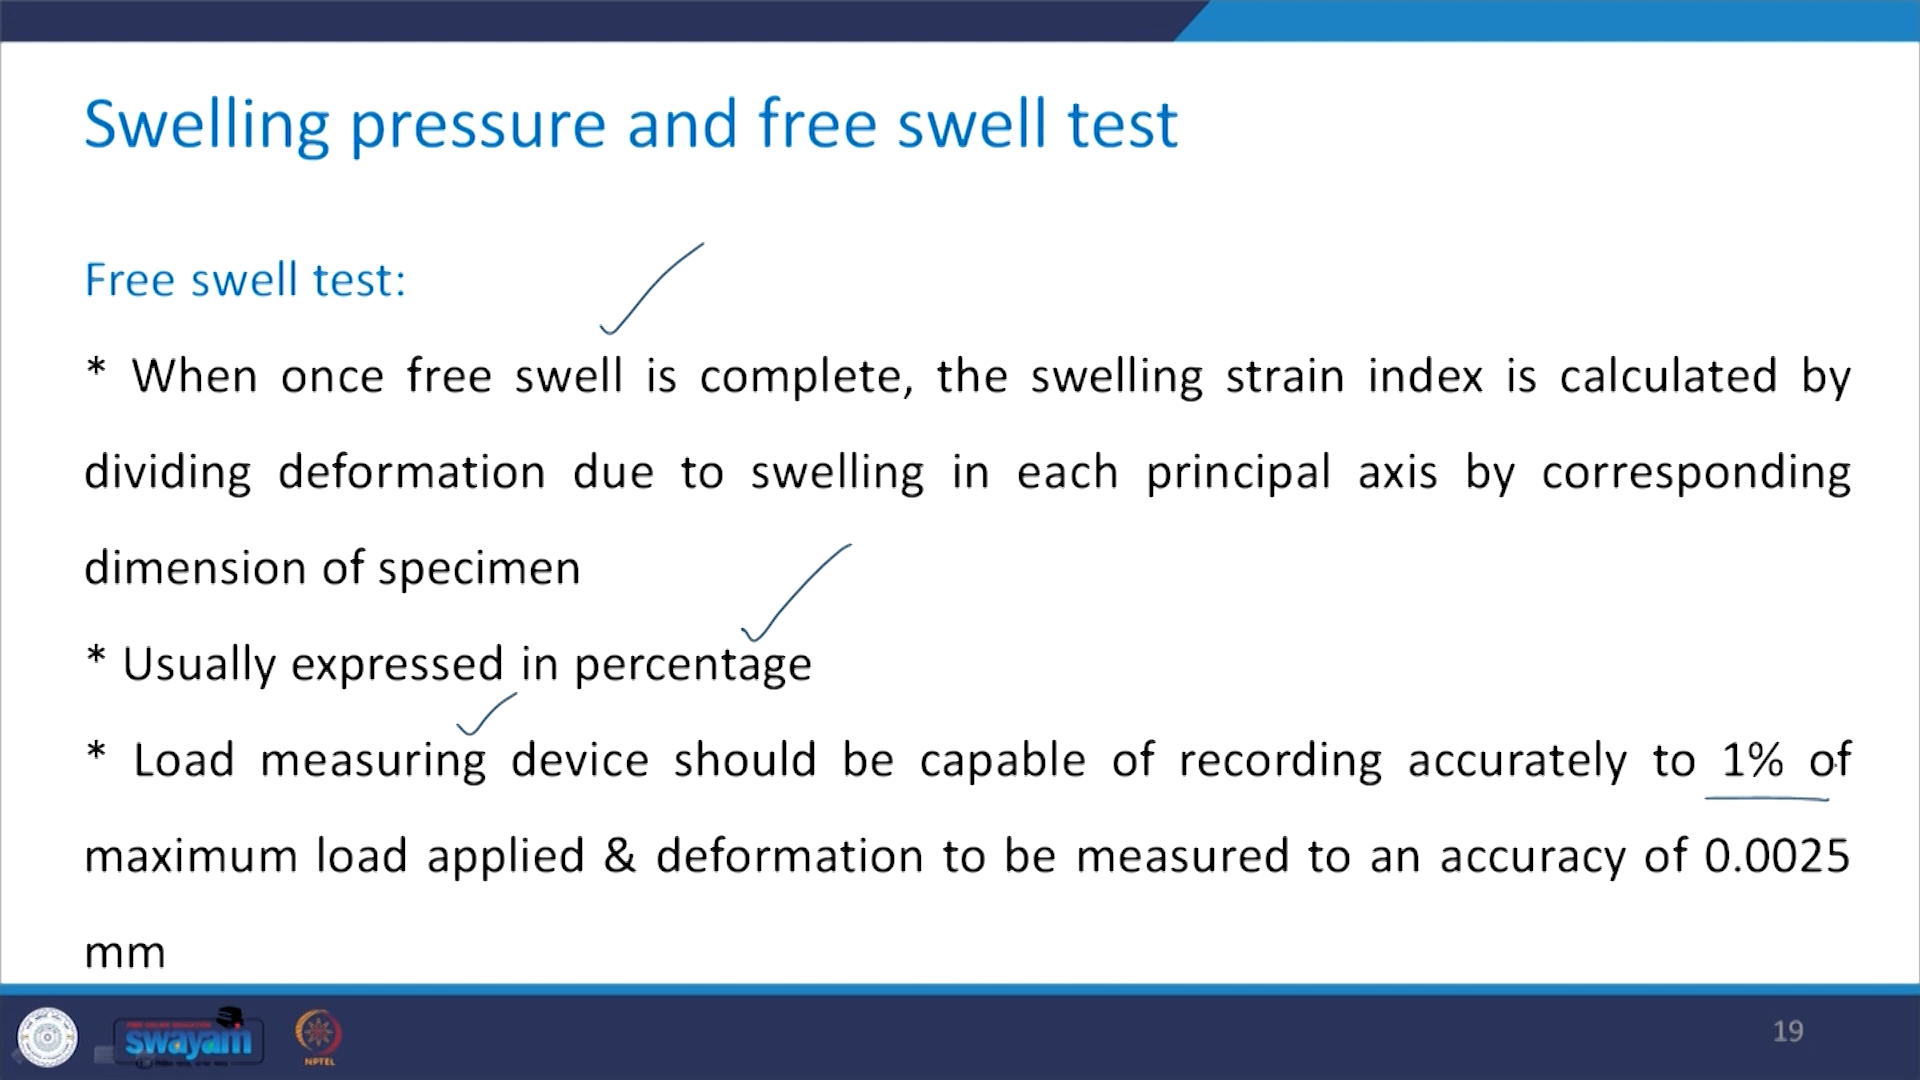 Swelling pressure and free swell test
Free swell test:
* When once free swell is complete, the swelling strain index is calculated by
dividing deformation due to swelling in each principal axis by corresponding
dimension of specimen
* Usually expressed in percentage
* Load measuring device should be capable of recording accurately to 1% of
maximum load applied & deformation to be measured to an accuracy of 0.0025
mm
swayam
NPTEL
19